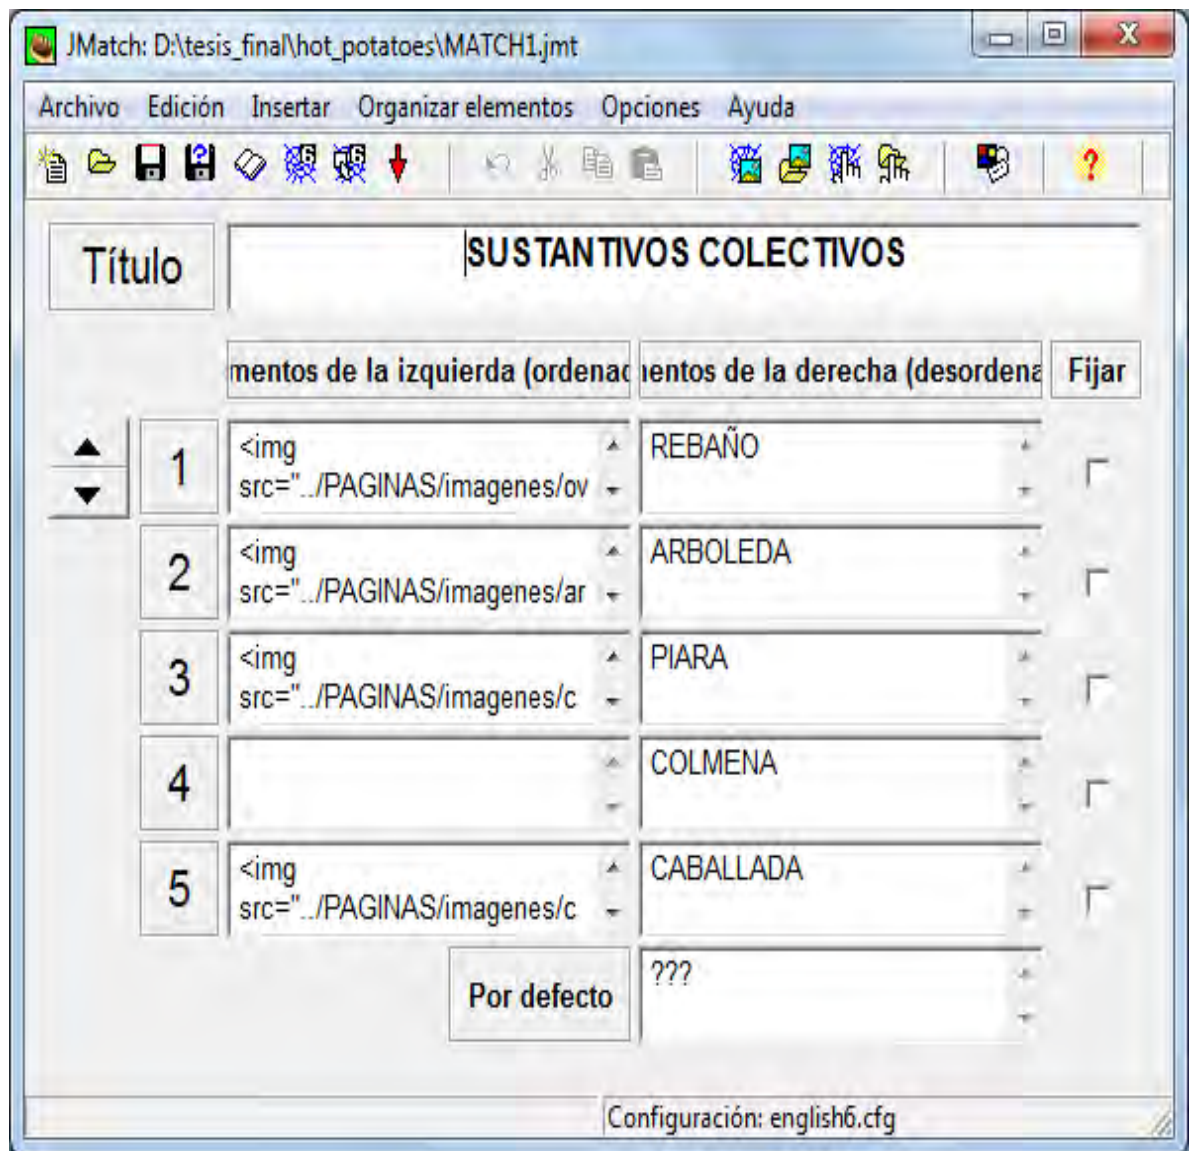 JMatch: D:\tesis_final\hot_potatoes\MATCH1.jmt
Archivo Edición Insertar Organizar elementos Opciones Ayuda
Título
SUSTANTIVOS COLECTIVOS
mentos de la izquierda (ordenad
entos de la derecha (desordena
Fijar
1
<img
src="../PAGINAS/imagenes/ov
REBAÑO
2
<img
src="../PAGINAS/imagenes/ar
ARBOLEDA
3
<img
src="../PAGINAS/imagenes/c
PIARA
4
COLMENA
5
<img
src="../PAGINAS/imagenes/c
CABALLADA
Por defecto
???
Configuración: english6.cfg